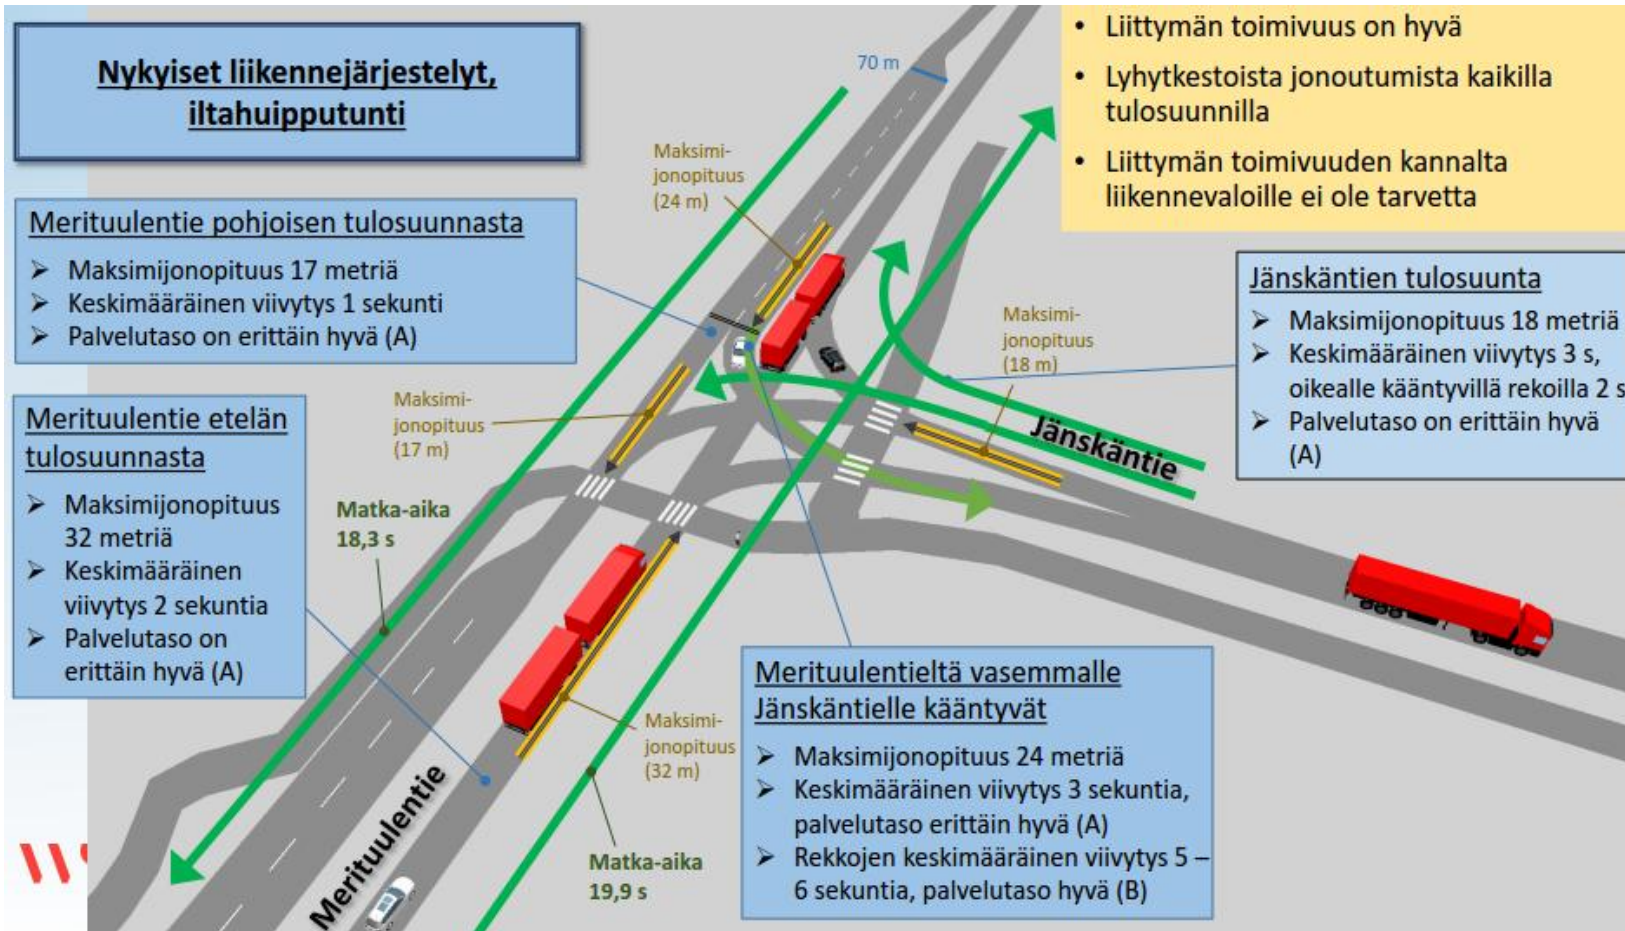 Nykyiset liikennejärjestelyt,
iltahuipputunti
70 m
• Liittymän toimivuus on hyvä
• Lyhytkestoista jonoutumista kaikilla
tulosuunnilla
• Liittymän toimivuuden kannalta
liikennevaloille ei ole tarvetta
Maksimi-
jonopituus
(24 m)
Merituulentie pohjoisen tulosuunnasta
➢ Maksimijonopituus 17 metriä
➢ Keskimääräinen viivytys 1 sekunti
➢ Palvelutaso on erittäin hyvä (A)
Jänskäntien tulosuunta
➢ Maksimijonopituus 18 metriä
➢ Keskimääräinen viivytys 3 s,
oikealle kääntyvillä rekoilla 2 s
➢ Palvelutaso on erittäin hyvä
(A)
Maksimi-
jonopituus
(18 m)
Maksimi-
jonopituus
(17 m)
Jänskäntie
Merituulentie etelän
tulosuunnasta
➢ Maksimijonopituus
32 metriä
➢ Keskimääräinen
viivytys 2 sekuntia
➢ Palvelutaso on
erittäin hyvä (A)
Matka-aika
18,3 s
Maksimi-
jonopituus
(32 m)
Merituulentieltä vasemmalle
Jänskäntielle kääntyvät
➢ Maksimijonopituus 24 metriä
➢ Keskimääräinen viivytys 3 sekuntia,
palvelutaso erittäin hyvä (A)
➢ Rekkojen keskimääräinen viivytys 5 –
6 sekuntia, palvelutaso hyvä (B)
Merituulentie
Matka-aika
19,9 s